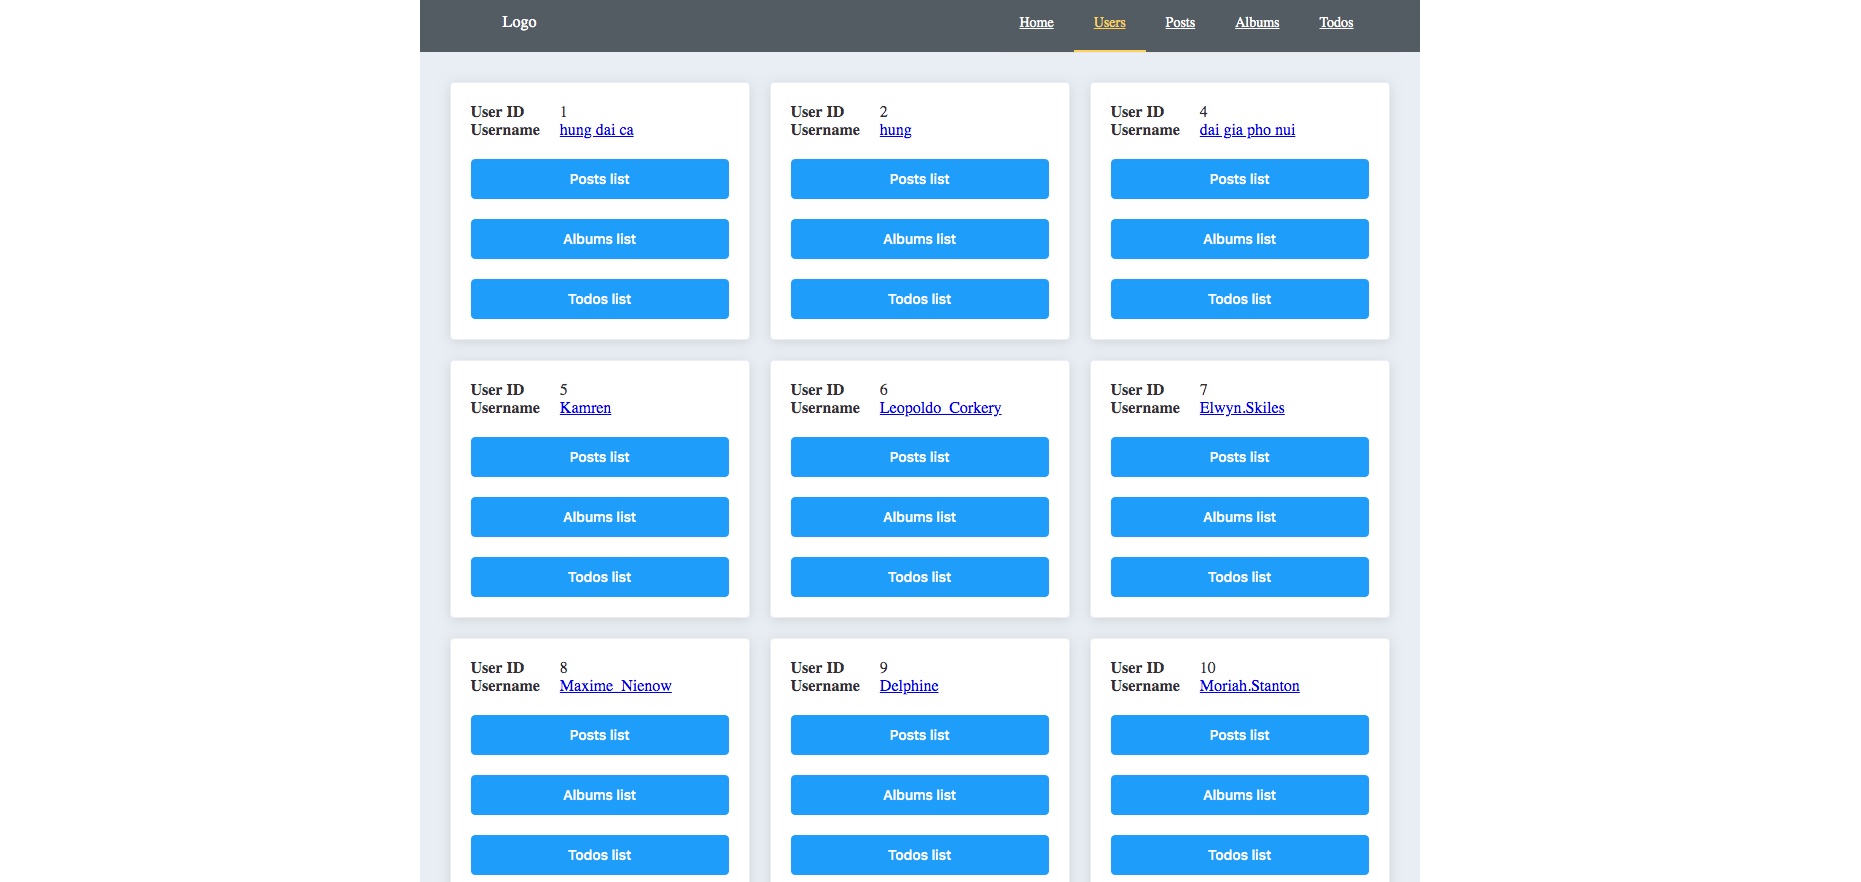 Logo Home Users Posts Albums Todos
User ID 1
Username hung dai ca
Posts list
Albums list
Todos list
User ID 2
Username hung
Posts list
Albums list
Todos list
User ID 4
Username dai gia pho nui
Posts list
Albums list
Todos list
User ID 5
Username Kamren
Posts list
Albums list
Todos list
User ID 6
Username Leopoldo_Corkery
Posts list
Albums list
Todos list
User ID 7
Username Elwyn.Skiles
Posts list
Albums list
Todos list
User ID 8
Username Maxime_Nienow
Posts list
Albums list
Todos list
User ID 9
Username Delphine
Posts list
Albums list
Todos list
User ID 10
Username Moriah.Stanton
Posts list
Albums list
Todos list